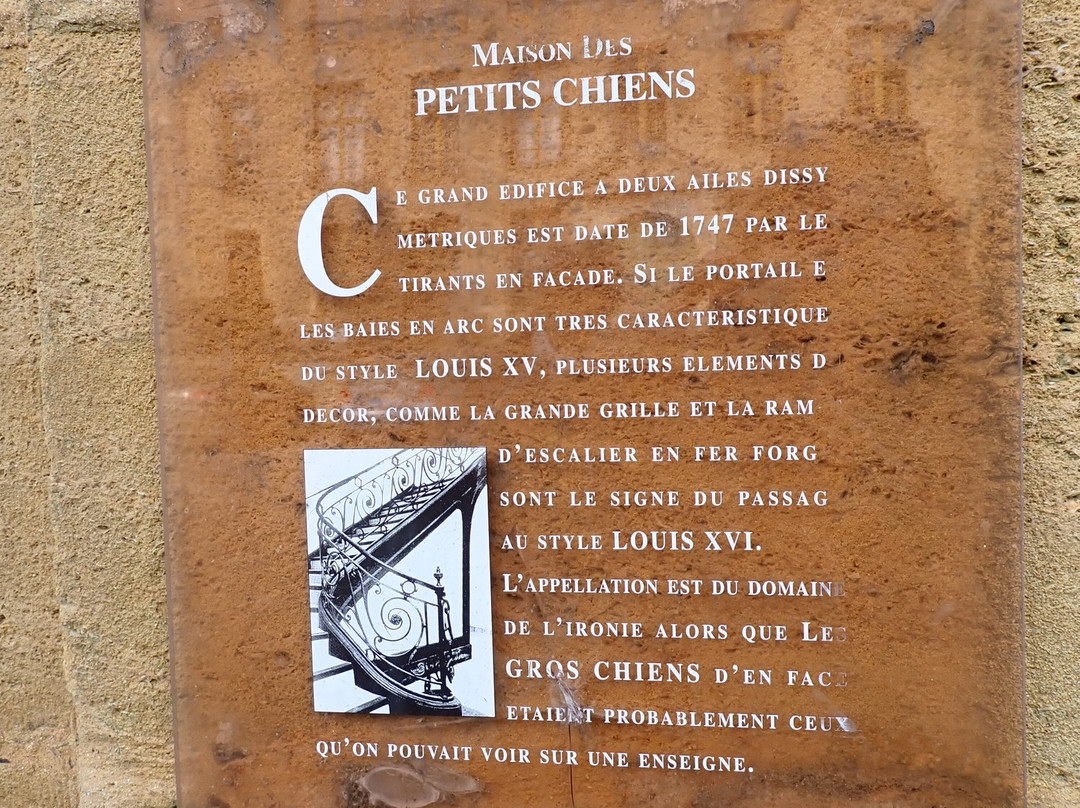 MAISON DES
PETITS CHIENS
CE GRAND EDIFICE A DEUX AILES DISSY
METRIQUES EST DATE DE 1747 PAR LE
TIRANTS EN FACADE. SI LE PORTAIL E
LES BAIES EN ARC SONT TRES CARACTERISTIQUE
DU STYLE LOUIS XV, PLUSIEURS ELEMENTS D
DECOR, COMME LA GRANDE GRILLE ET LA RAM
D'ESCALIER EN FER FORG
SONT LE SIGNE DU PASSAG
AU STYLE LOUIS XVI.
L'APPELLATION EST DU DOMAINE
DE L'IRONIE ALORS QUE LES
GROS CHIENS D'EN FACE
ETAIENT PROBABLEMENT CEUX
QU'ON POUVAIT VOIR SUR UNE ENSEIGNE.